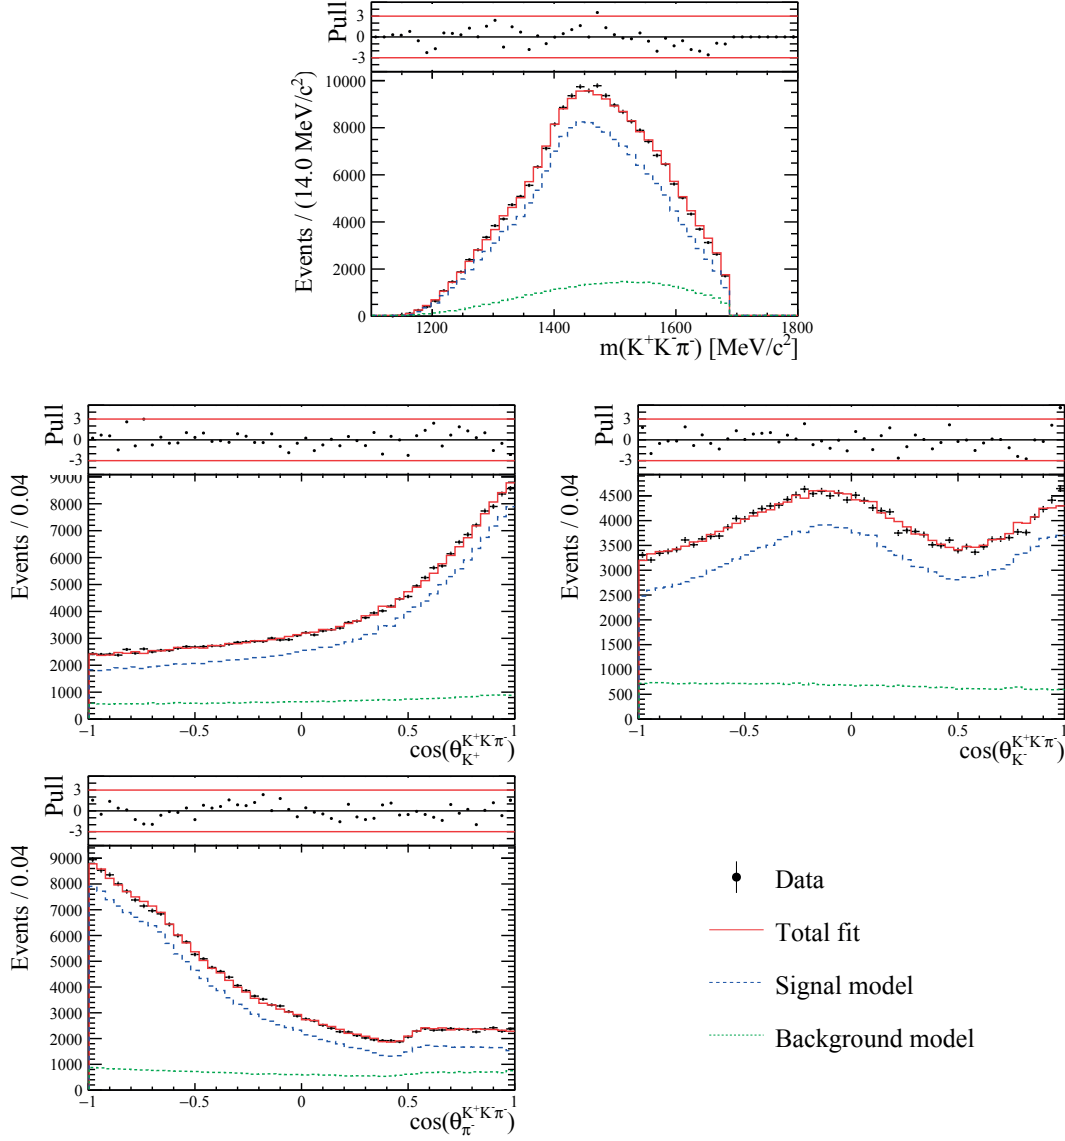 Pull
3
0
−3
Events / (14.0 MeV/c²)
10000
8000
6000
4000
2000
0
1200 1400 1600 1800
m(K⁺K⁻π⁻) [MeV/c²]
Pull
3
0
−3
Events / 0.04
9000
8000
7000
6000
5000
4000
3000
2000
1000
0
−1 −0.5 0 0.5 1
cos(θ_{K⁺}^{K⁺K⁻π⁻})
Pull
3
0
−3
Events / 0.04
4500
4000
3500
3000
2500
2000
1500
1000
500
0
−1 −0.5 0 0.5 1
cos(θ_{K⁻}^{K⁺K⁻π⁻})
Pull
3
0
−3
Events / 0.04
9000
8000
7000
6000
5000
4000
3000
2000
1000
0
−1 −0.5 0 0.5 1
cos(θ_{π⁻}^{K⁺K⁻π⁻})
Data
Total fit
Signal model
Background model